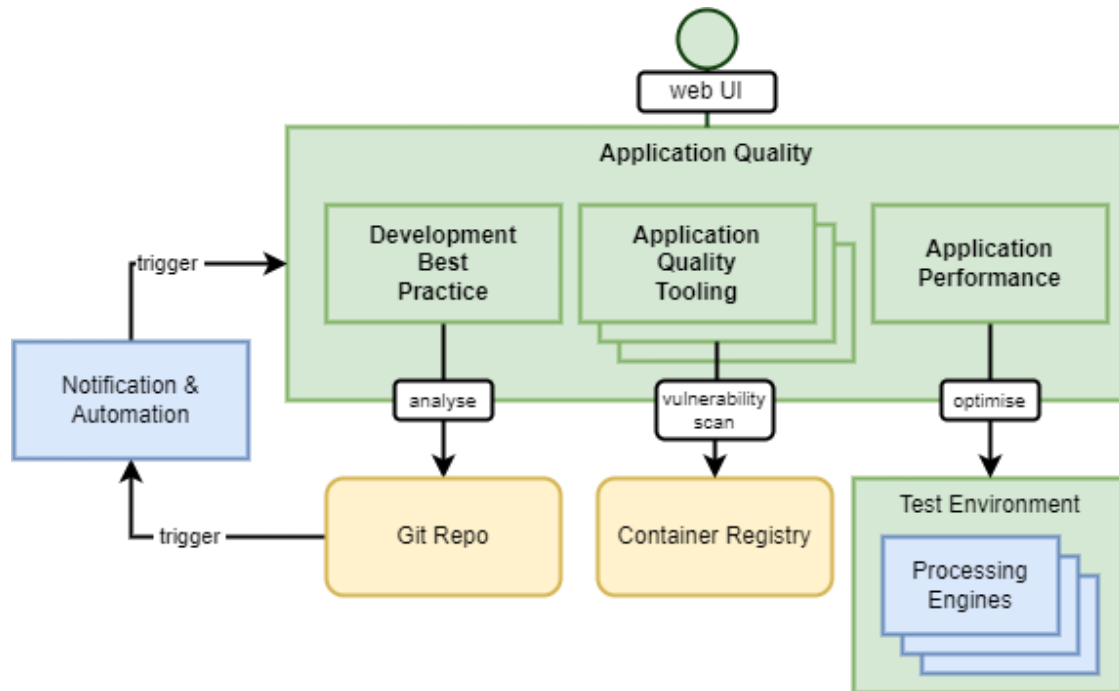 web UI
Application Quality
Development
Best
Practice
Application
Quality
Tooling
Application
Performance
trigger
Notification &
Automation
analyse
vulnerability
scan
optimise
trigger
Git Repo
Container Registry
Test Environment
Processing
Engines